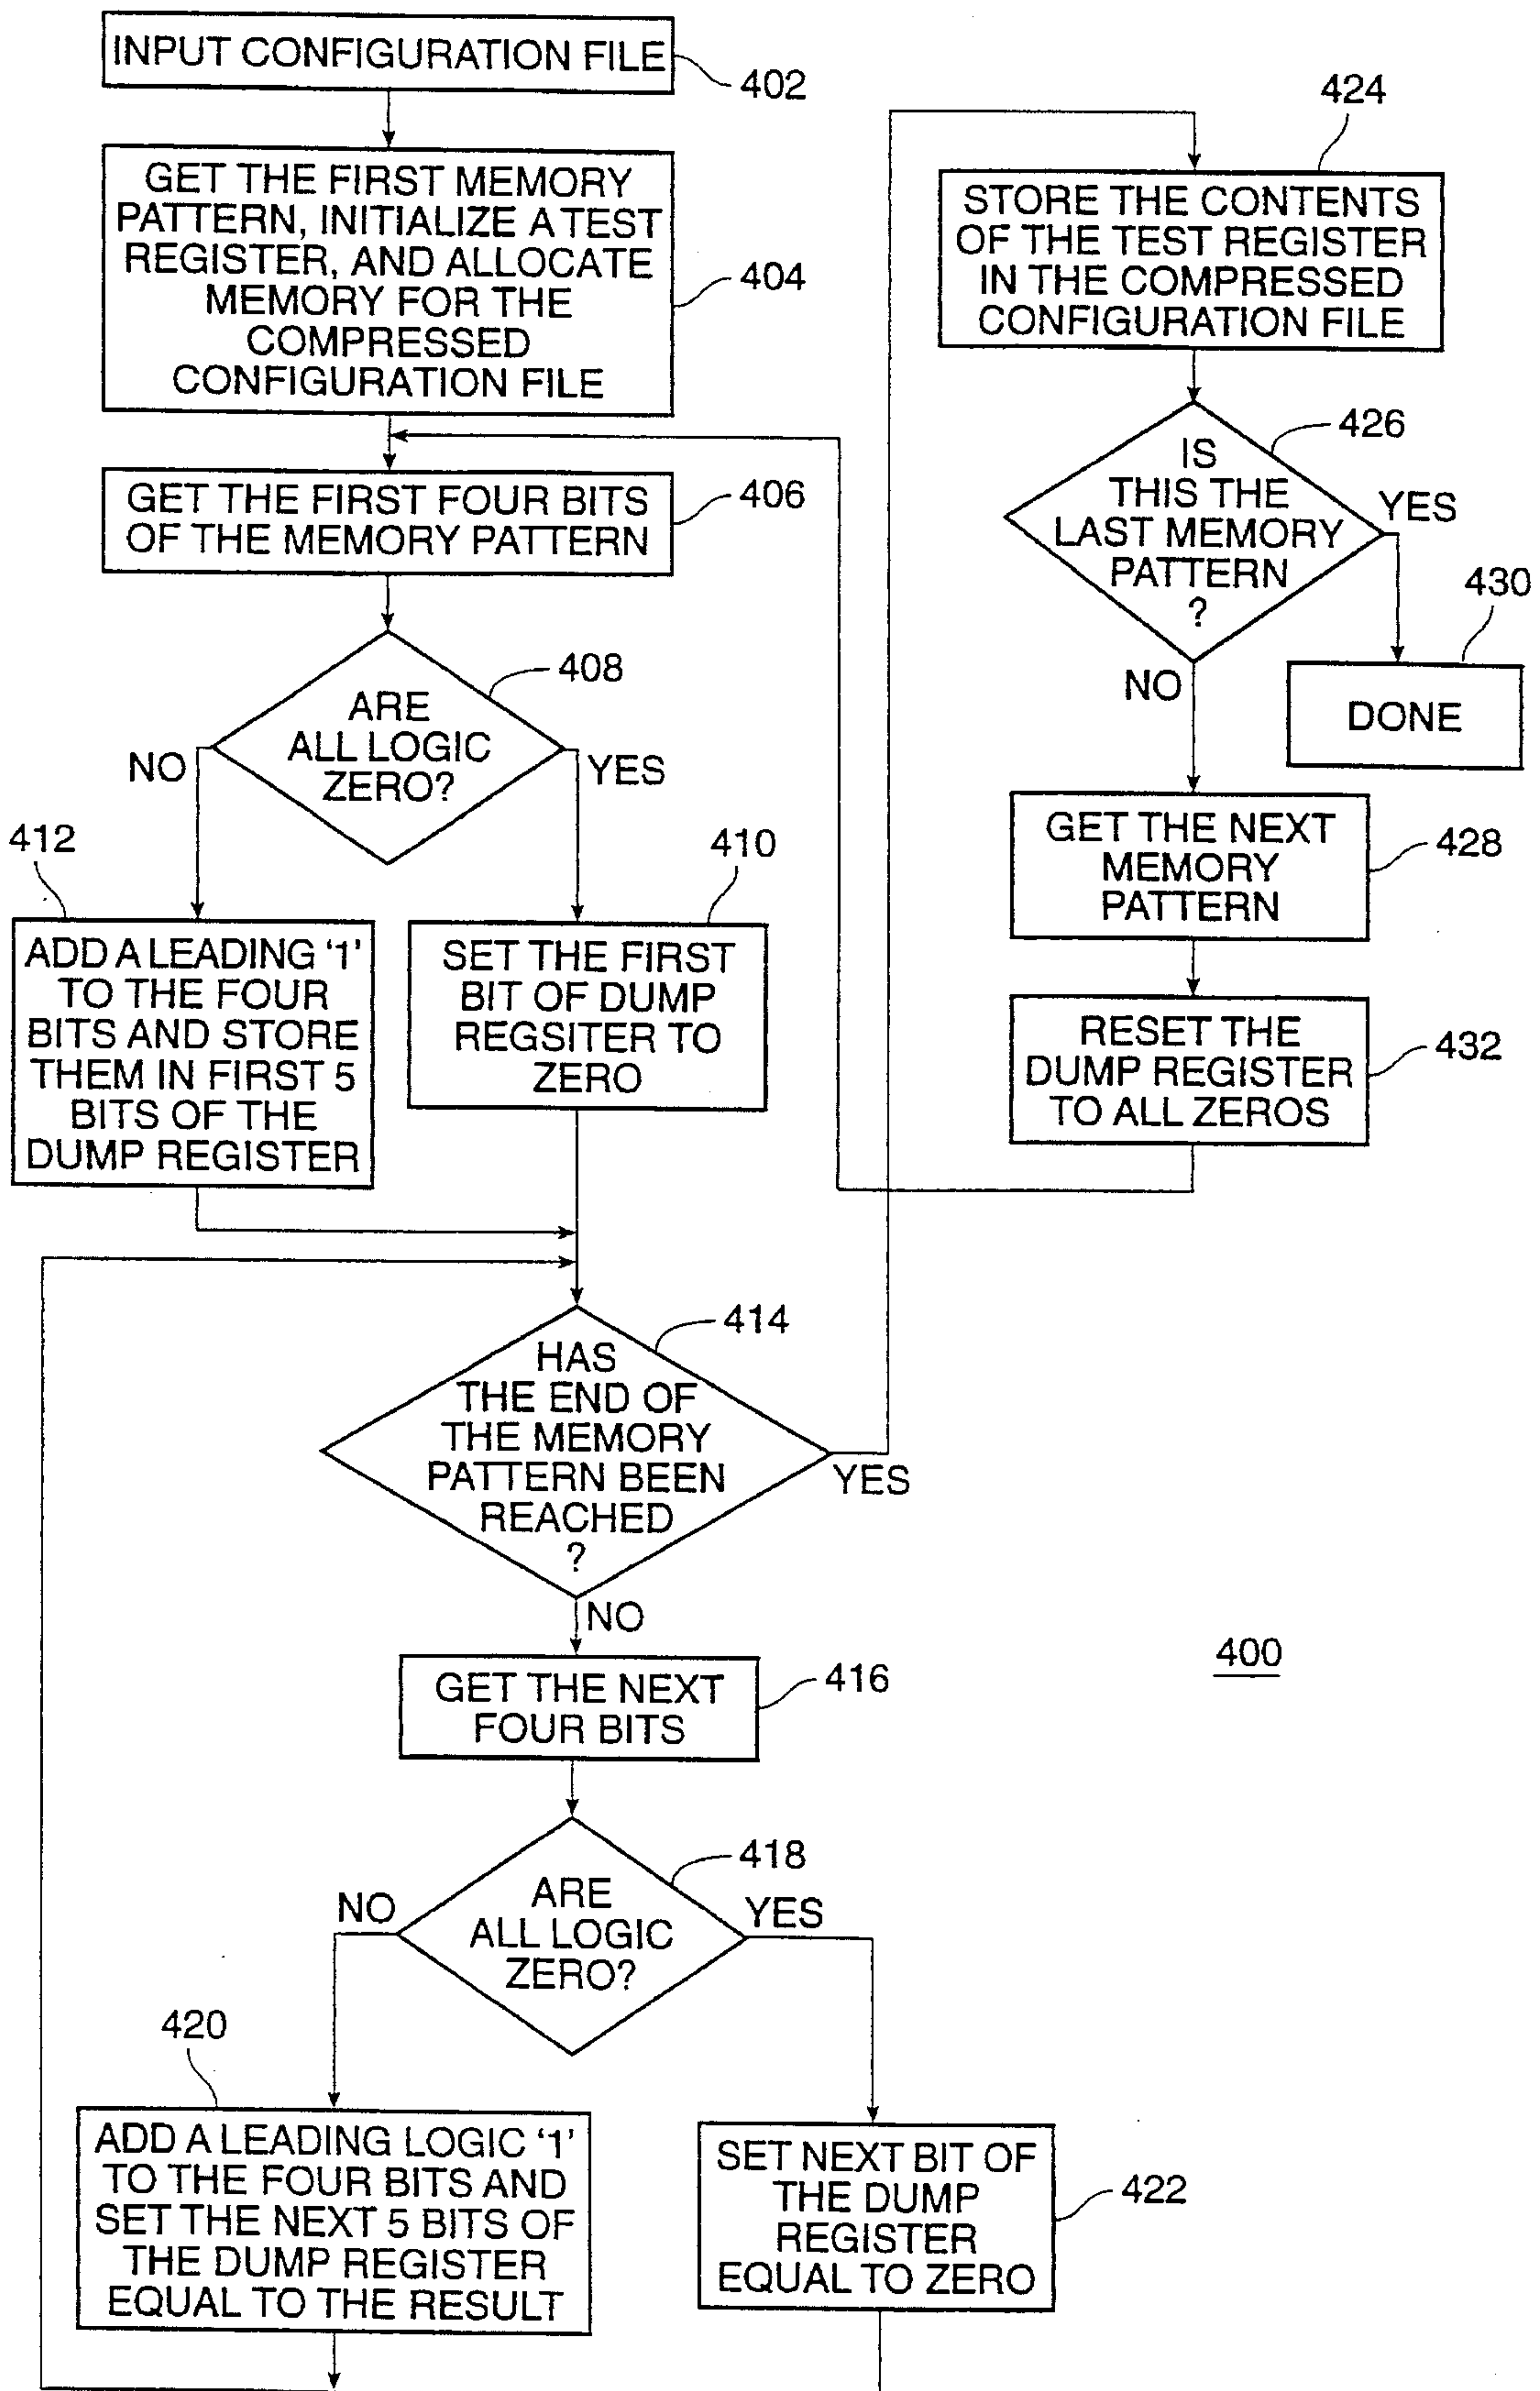 INPUT CONFIGURATION FILE
402
GET THE FIRST MEMORY
PATTERN, INITIALIZE A TEST
REGISTER, AND ALLOCATE
MEMORY FOR THE
COMPRESSED
CONFIGURATION FILE
404
GET THE FIRST FOUR BITS
OF THE MEMORY PATTERN
406
ARE
ALL LOGIC
ZERO?
408
NO
YES
412
ADD A LEADING ‘1’
TO THE FOUR
BITS AND STORE
THEM IN FIRST 5
BITS OF THE
DUMP REGISTER
410
SET THE FIRST
BIT OF DUMP
REGSITER TO
ZERO
HAS
THE END OF
THE MEMORY
PATTERN BEEN
REACHED
?
414
YES
NO
GET THE NEXT
FOUR BITS
416
ARE
ALL LOGIC
ZERO?
418
NO
YES
420
ADD A LEADING LOGIC ‘1’
TO THE FOUR BITS AND
SET THE NEXT 5 BITS OF
THE DUMP REGISTER
EQUAL TO THE RESULT
SET NEXT BIT OF
THE DUMP
REGISTER
EQUAL TO ZERO
422
424
STORE THE CONTENTS
OF THE TEST REGISTER
IN THE COMPRESSED
CONFIGURATION FILE
IS
THIS THE
LAST MEMORY
PATTERN
?
426
YES
NO
430
DONE
GET THE NEXT
MEMORY
PATTERN
428
RESET THE
DUMP REGISTER
TO ALL ZEROS
432
400